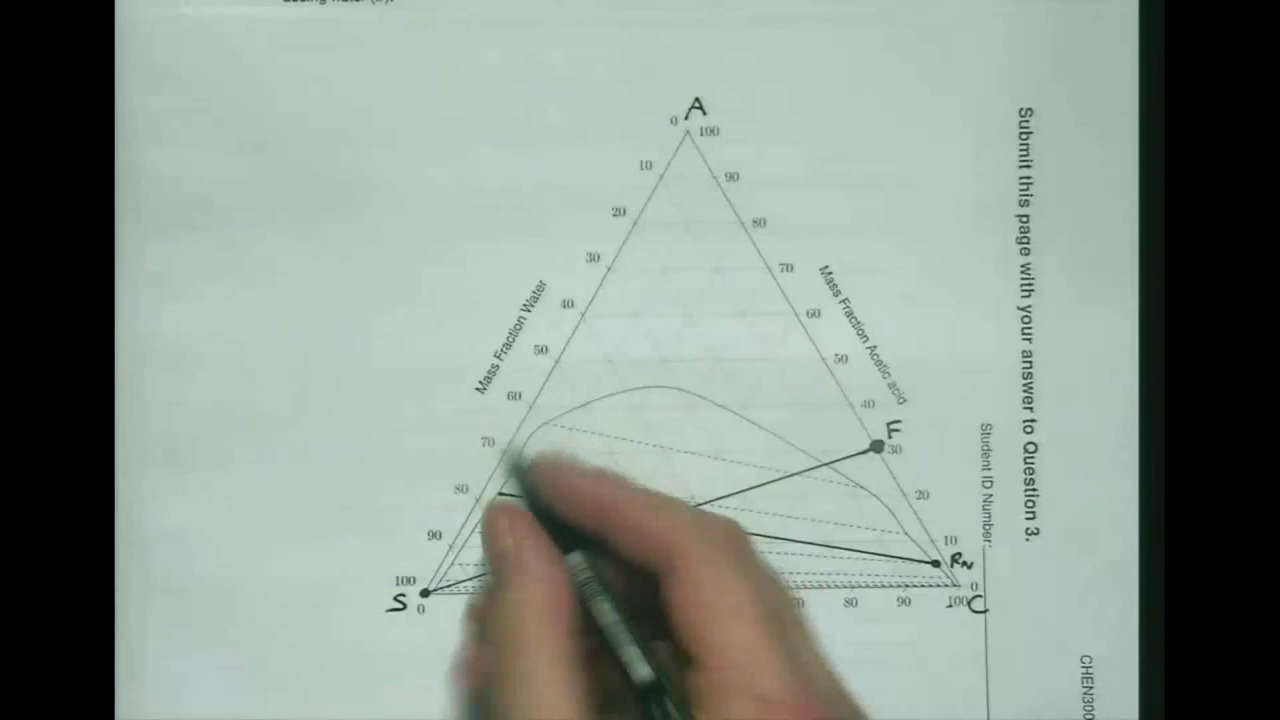 A
0 100
10 90
20 80
30 70
40 60
50 50
60 40
F
70 30
80 20
90 10
RN
100 0
S 0 80 90 100 C
Mass Fraction Water
Mass Fraction Acetic acid
Submit this page with your answer to Question 3.
Student ID Number:
CHEN300